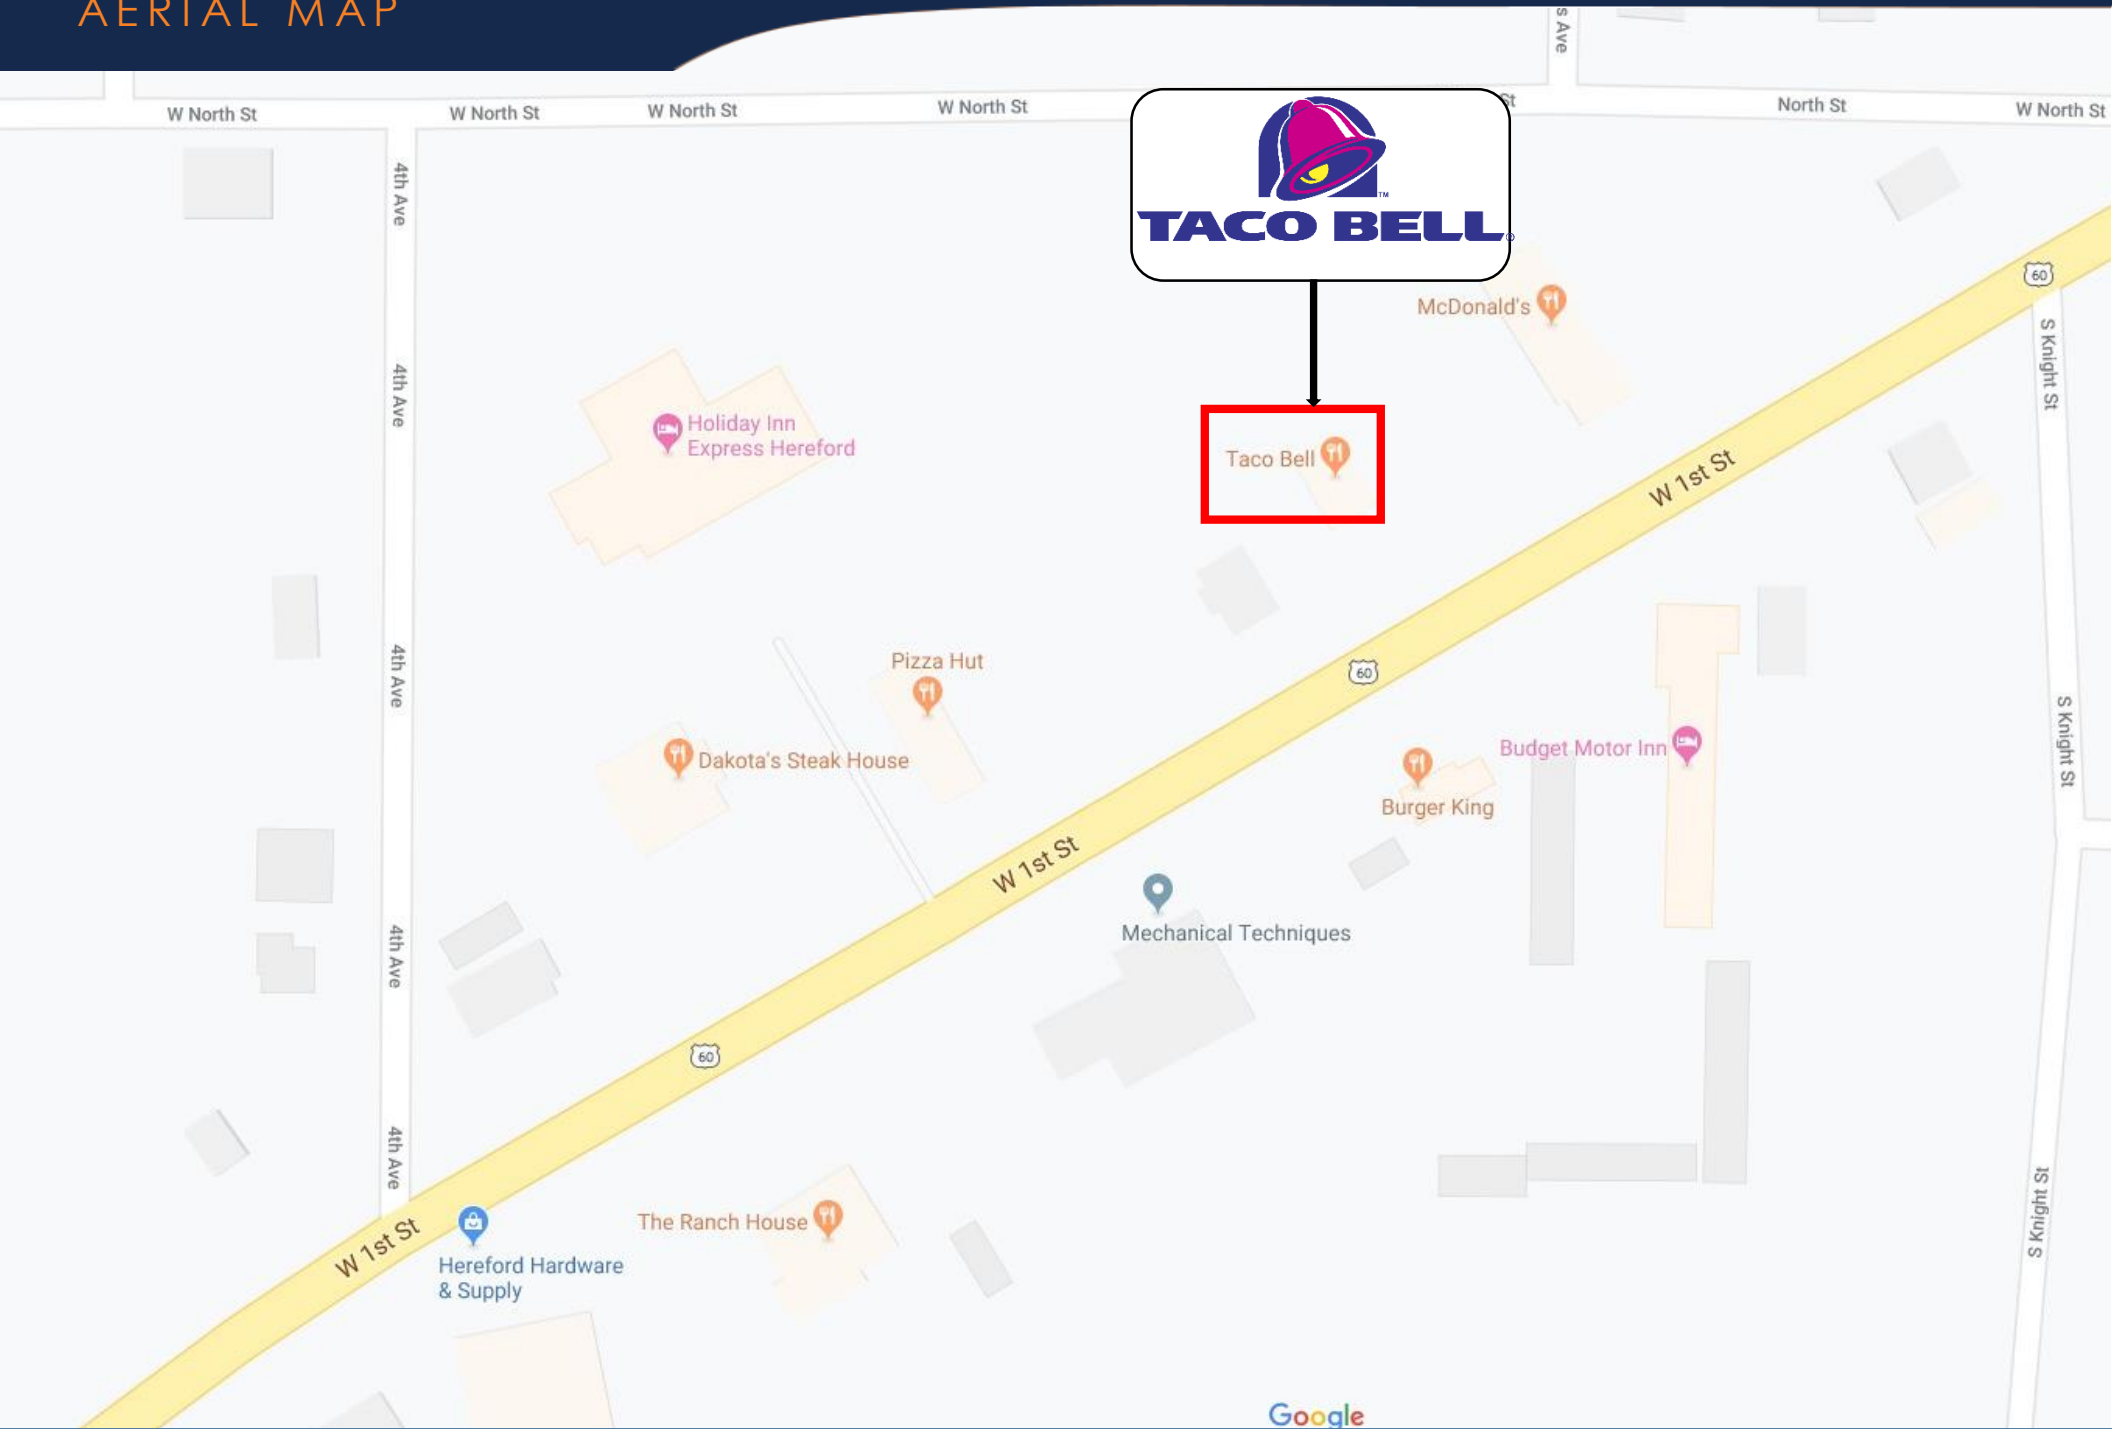 AERIAL MAP
s Ave
W North St
W North St
W North St
W North St
St
North St
W North St
TACO BELL
TM
®
4th Ave
60
McDonald's
S Knight St
4th Ave
Holiday Inn
Express Hereford
Taco Bell
W 1st St
4th Ave
Pizza Hut
60
Dakota's Steak House
Budget Motor Inn
S Knight St
Burger King
W 1st St
Mechanical Techniques
4th Ave
60
4th Ave
W 1st St
The Ranch House
S Knight St
Hereford Hardware
& Supply
Google